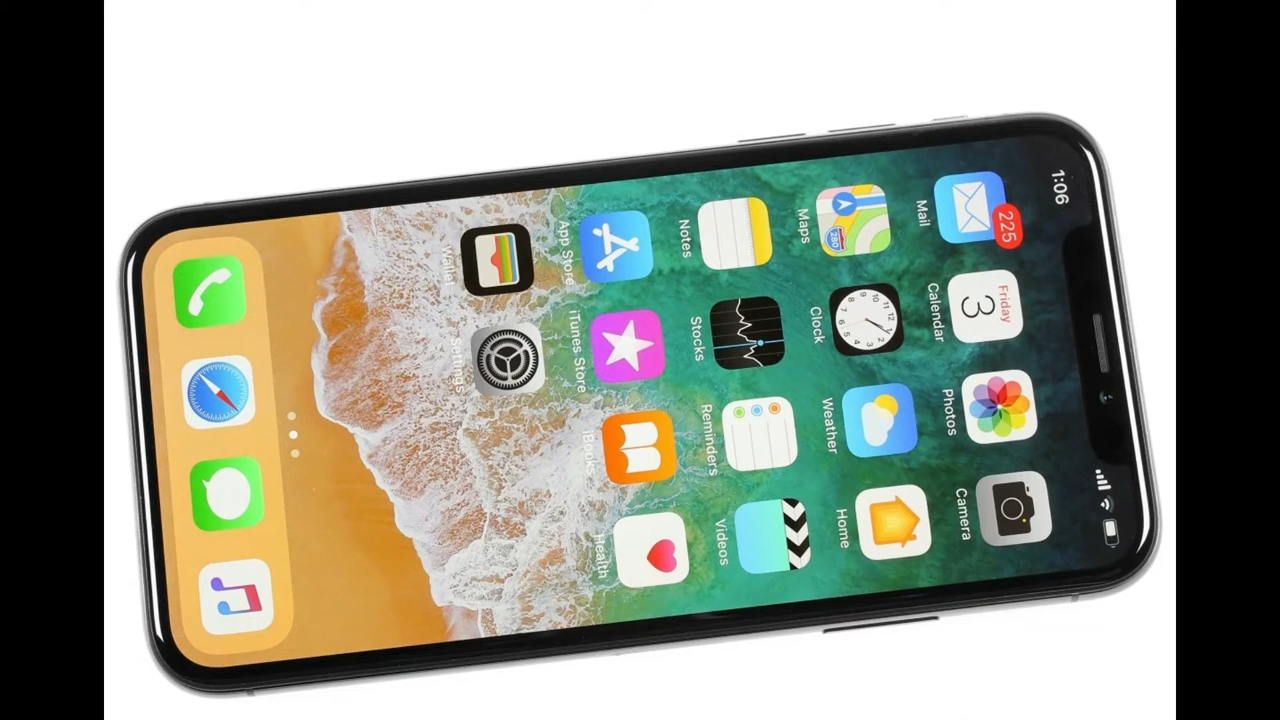 1:06
225
Friday
3
280
Mail
Calendar
Photos
Camera
Maps
Clock
Weather
Home
Notes
Stocks
Reminders
Videos
App Store
iTunes Store
iBooks
Health
Wallet
Settings